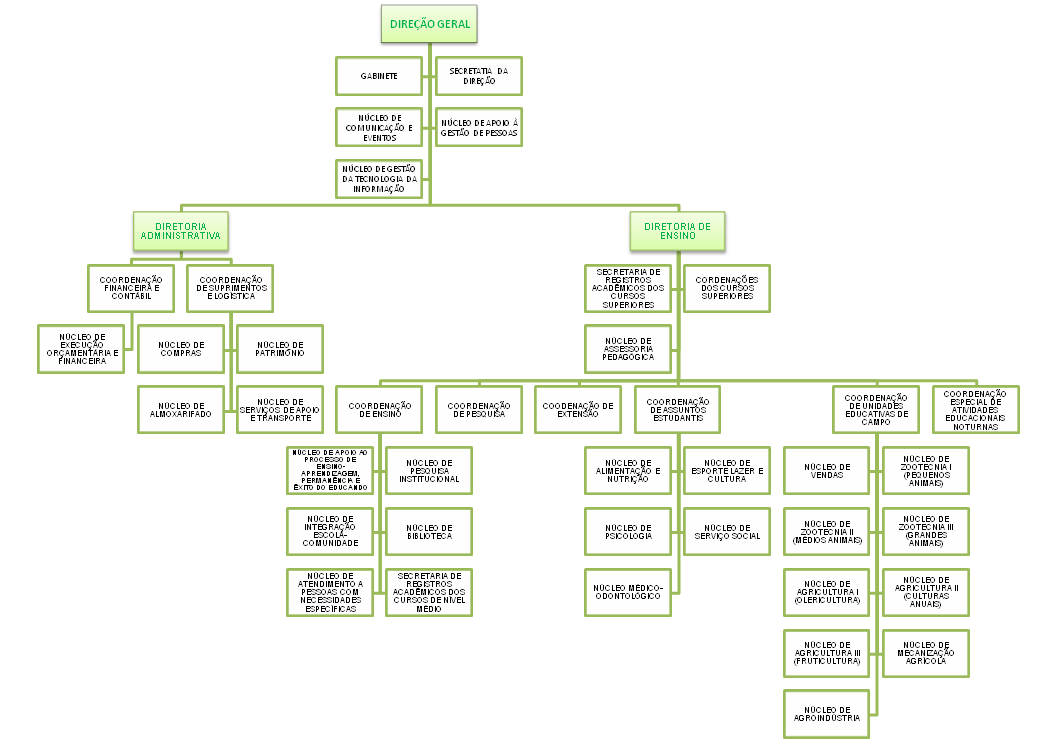 DIREÇÃO GERAL
GABINETE
SECRETATIA DA
DIREÇÃO
NÚCLEO DE
COMUNICAÇÃO E
EVENTOS
NÚCLEO DE APOIO À
GESTÃO DE PESSOAS
NÚCLEO DE GESTÃO
DA TECNOLOGIA DA
INFORMAÇÃO
DIRETORIA
ADMINISTRATIVA
DIRETORIA DE
ENSINO
COORDENAÇÃO
FINANCEIRA E
CONTÁBIL
COORDENAÇÃO
DE SUPRIMENTOS
E LOGÍSTICA
SECRETARIA DE
REGISTROS
ACADÊMICOS DOS
CURSOS
SUPERIORES
CORDENAÇÕES
DOS CURSOS
SUPERIORES
NÚCLEO DE
EXECUÇÃO
ORÇAMENTÁRIA E
FINANCEIRA
NÚCLEO DE
COMPRAS
NÚCLEO DE
PATRIMÔNIO
NÚCLEO DE
ASSESSORIA
PEDAGÓGICA
NÚCLEO DE
ALMOXARIFADO
NÚCLEO DE
SERVIÇOS DE APOIO
E TRANSPORTE
COORDENAÇÃO
DE ENSINO
COORDENAÇÃO
DE PESQUISA
COODENAÇÃO DE
EXTENSÃO
COORDENAÇÃO
DE ASSUNTOS
ESTUDANTIS
COORDENAÇÃO
DE UNIDADES
EDUCATIVAS DE
CAMPO
COORDENAÇÃO
ESPECIAL DE
ATIVIDADES
EDUCACIONAIS
NOTURNAS
NÚCLEO DE APOIO AO
PROCESSO DE
ENSINO-
APRENDIZAGEM,
PERMANÊNCIA E
ÊXITO DO EDUCANDO
NÚCLEO DE
PESQUISA
INSTITUCIONAL
NÚCLEO DE
ALIMENTAÇÃO E
NUTRIÇÃO
NÚCLEO DE
ESPORTE LAZER E
CULTURA
NÚCLEO DE
VENDAS
NÚCLEO DE
ZOOTECNIA I
(PEQUENOS
ANIMAIS)
NÚCLEO DE
INTEGRAÇÃO
ESCOLA-
COMUNIDADE
NÚCLEO DE
BIBLIOTECA
NÚCLEO DE
PSICOLOGIA
NÚCLEO DE
SERVIÇO SOCIAL
NÚCLEO DE
ZOOTECNIA II
(MÉDIOS ANIMAIS)
NÚCLEO DE
ZOOTECNIA III
(GRANDES
ANIMAIS)
NÚCLEO DE
ATENDIMENTO A
PESSOAS COM
NECESSIDADES
ESPECÍFICAS
SECRETARIA DE
REGISTROS
ACADÊMICOS DOS
CURSOS DE NÍVEL
MÉDIO
NÚCLEO MÉDICO-
ODONTOLÓGICO
NÚCLEO DE
AGRICULTURA I
(OLERICULTURA)
NÚCLEO DE
AGRICULTURA II
(CULTURAS
ANUAIS)
NÚCLEO DE
AGRICULTURA III
(FRUTICULTURA)
NÚCLEO DE
MECANIZAÇÃO
AGRÍCOLA
NÚCLEO DE
AGROINDÚSTRIA